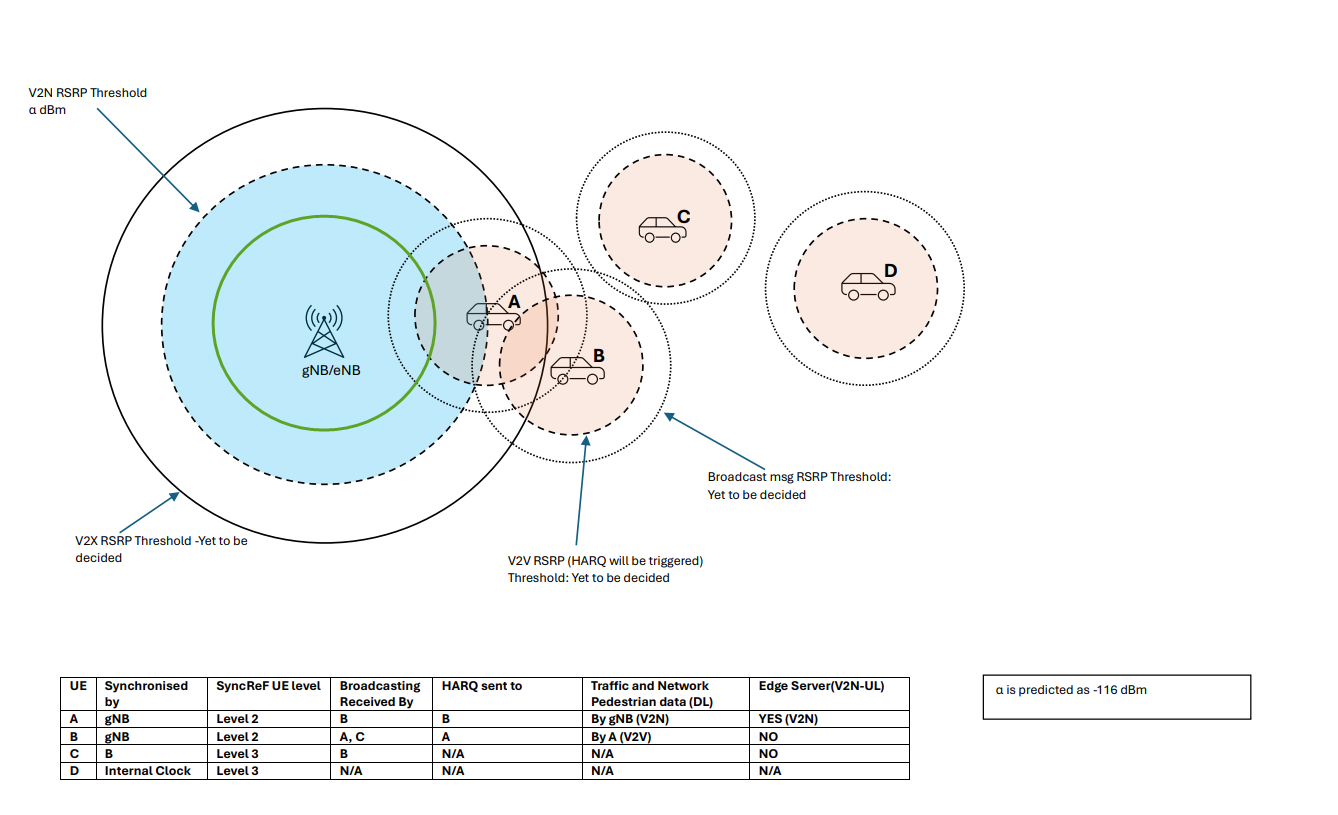 V2N RSRP Threshold
α dBm
C
D
A
B
gNB/eNB
Broadcast msg RSRP Threshold:
Yet to be decided
V2X RSRP Threshold -Yet to be
decided
V2V RSRP (HARQ will be triggered)
Threshold: Yet to be decided
UE Synchronised by SyncReF UE level Broadcasting Received By HARQ sent to Traffic and Network Pedestrian data (DL) Edge Server(V2N-UL)
A gNB Level 2 B B By gNB (V2N) YES (V2N)
B gNB Level 2 A, C A By A (V2V) NO
C B Level 3 B N/A N/A NO
D Internal Clock Level 3 N/A N/A N/A N/A
α is predicted as -116 dBm